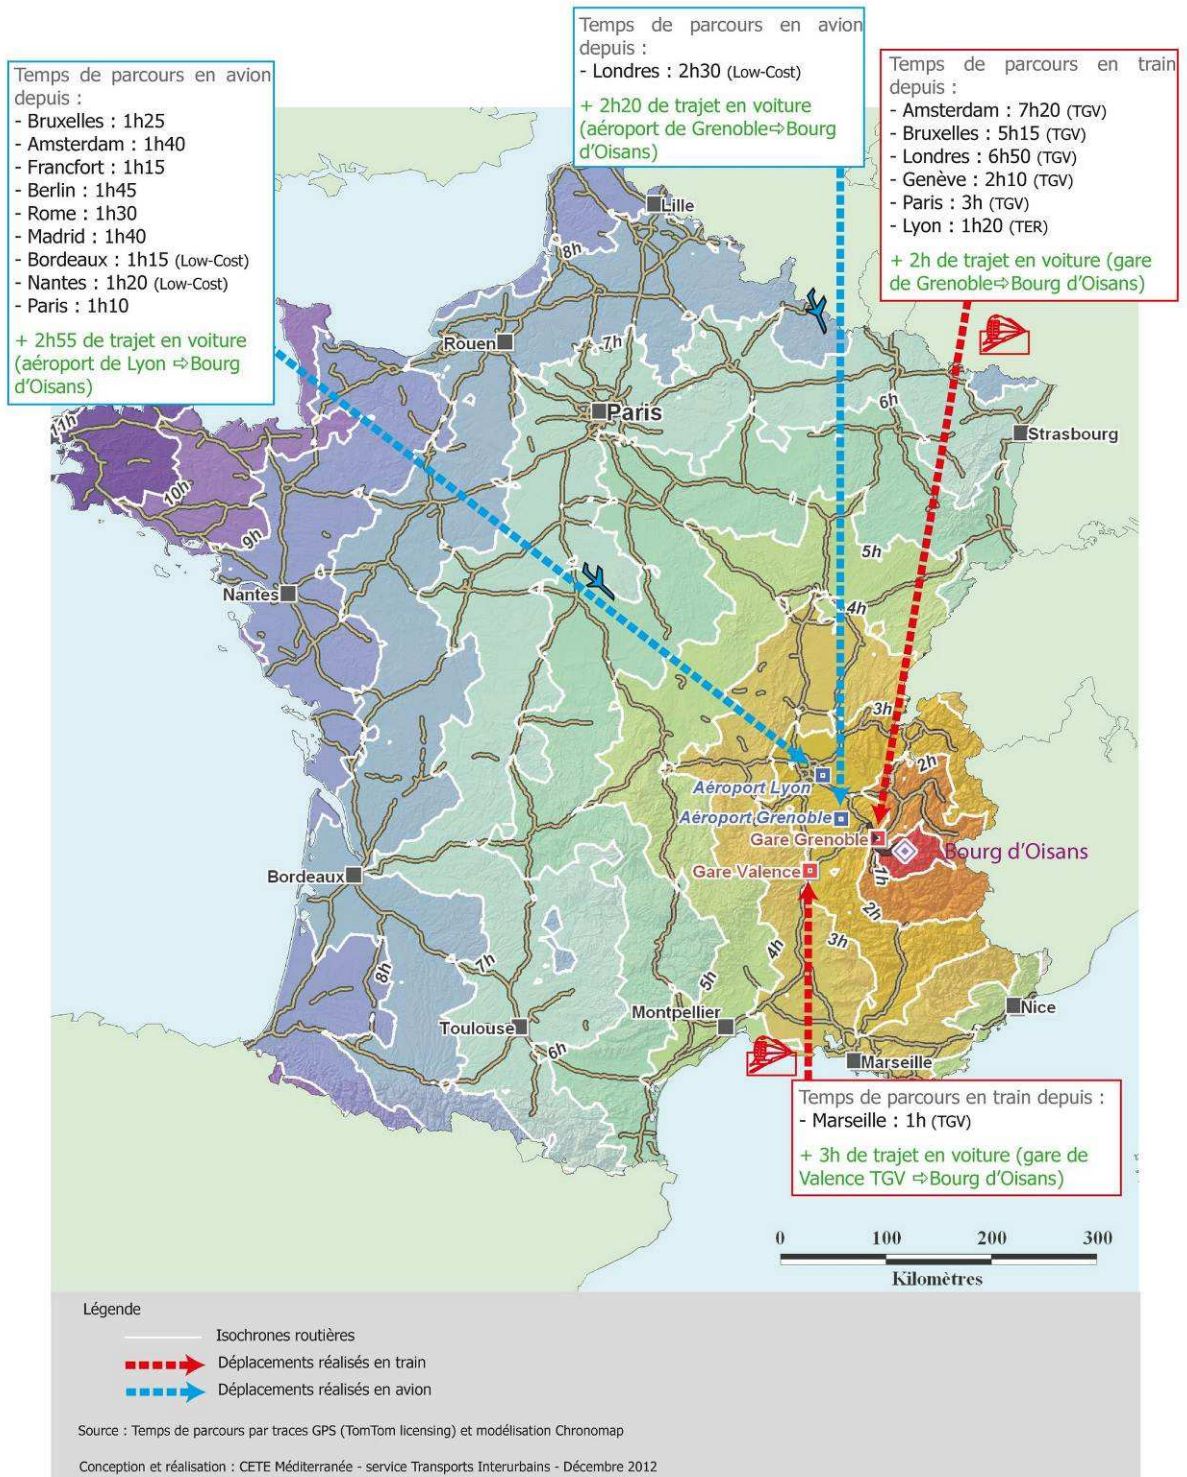 Temps de parcours en avion
depuis :
- Londres : 2h30 (Low-Cost)
+ 2h20 de trajet en voiture
(aéroport de Grenoble⇨Bourg
d'Oisans)
Temps de parcours en avion
depuis :
- Bruxelles : 1h25
- Amsterdam : 1h40
- Francfort : 1h15
- Berlin : 1h45
- Rome : 1h30
- Madrid : 1h40
- Bordeaux : 1h15 (Low-Cost)
- Nantes : 1h20 (Low-Cost)
- Paris : 1h10
+ 2h55 de trajet en voiture
(aéroport de Lyon ⇨Bourg
d'Oisans)
Temps de parcours en train
depuis :
- Amsterdam : 7h20 (TGV)
- Bruxelles : 5h15 (TGV)
- Londres : 6h50 (TGV)
- Genève : 2h10 (TGV)
- Paris : 3h (TGV)
- Lyon : 1h20 (TER)
+ 2h de trajet en voiture (gare
de Grenoble⇨Bourg d'Oisans)
Lille
8h
Rouen
7h
Paris
6h
Strasbourg
11h
10h
9h
5h
Nantes
4h
3h
2h
Aéroport Lyon
Aéroport Grenoble
Gare Grenoble
Bourg d'Oisans
Gare Valence
1h
Bordeaux
2h
3h
4h
7h
8h
5h
Montpellier
Nice
Toulouse
6h
Marseille
Temps de parcours en train depuis :
- Marseille : 1h (TGV)
+ 3h de trajet en voiture (gare de
Valence TGV ⇨Bourg d'Oisans)
0 100 200 300
Kilomètres
Légende
Isochrones routières
Déplacements réalisés en train
Déplacements réalisés en avion
Source : Temps de parcours par traces GPS (TomTom licensing) et modélisation Chronomap
Conception et réalisation : CETE Méditerranée - service Transports Interurbains - Décembre 2012